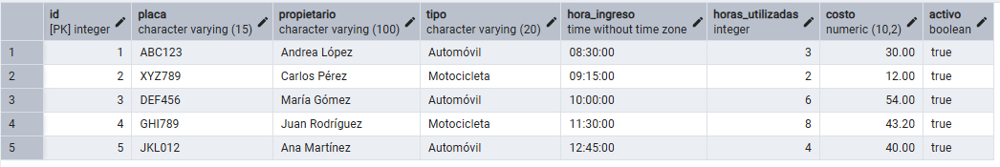 id placa propietario tipo hora_ingreso horas_utilizadas costo activo
[PK] integer character varying (15) character varying (100) character varying (20) time without time zone integer numeric (10,2) boolean
1 1 ABC123 Andrea López Automóvil 08:30:00 3 30.00 true
2 2 XYZ789 Carlos Pérez Motocicleta 09:15:00 2 12.00 true
3 3 DEF456 María Gómez Automóvil 10:00:00 6 54.00 true
4 4 GHI789 Juan Rodríguez Motocicleta 11:30:00 8 43.20 true
5 5 JKL012 Ana Martínez Automóvil 12:45:00 4 40.00 true